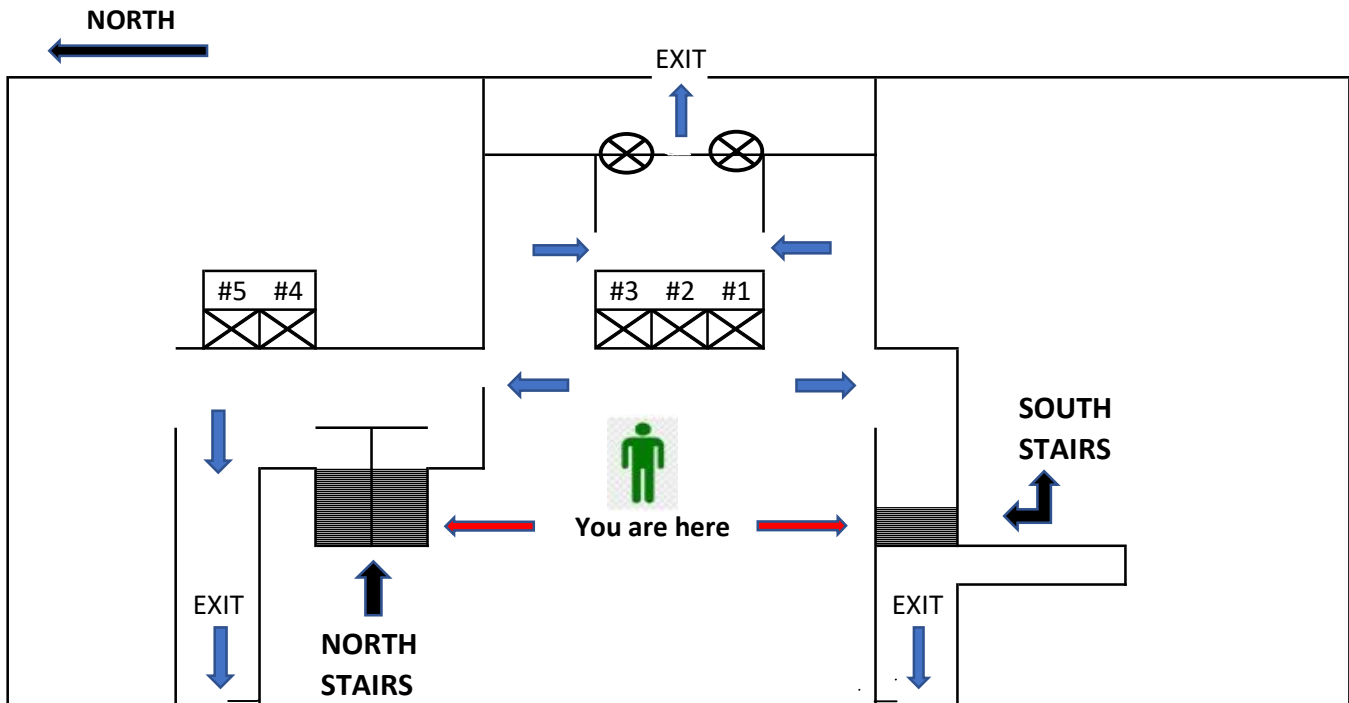 NORTH
EXIT
#5 #4
#3 #2 #1
SOUTH
STAIRS
You are here
EXIT
EXIT
NORTH
STAIRS